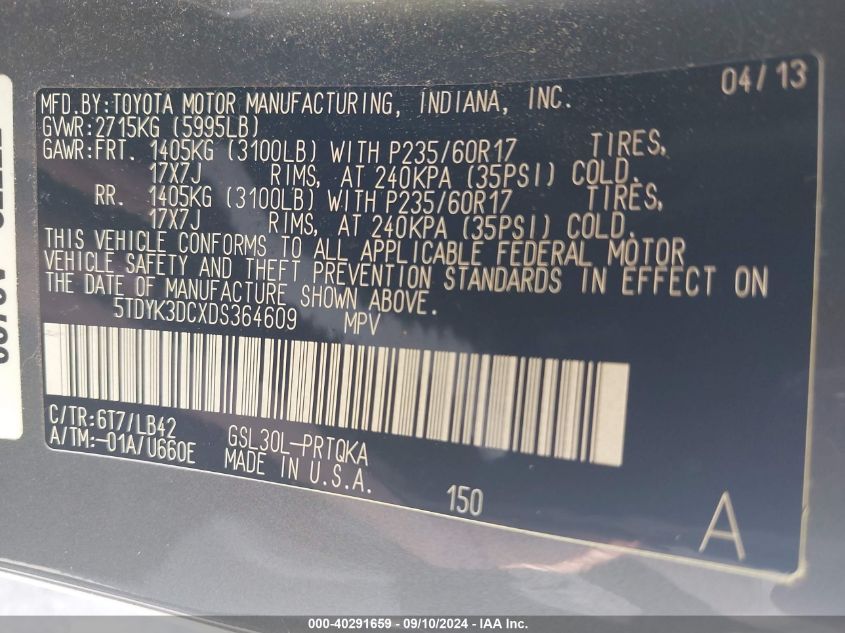 04/13
MFD.BY:TOYOTA MOTOR MANUFACTURING, INDIANA, INC.
GVWR:2715KG (5995LB)
GAWR:FRT. 1405KG (3100LB) WITH P235/60R17 TIRES,
17X7J RIMS, AT 240KPA (35PSI) COLD.
RR. 1405KG (3100LB) WITH P235/60R17 TIRES,
17X7J RIMS, AT 240KPA (35PSI) COLD.
THIS VEHICLE CONFORMS TO ALL APPLICABLE FEDERAL MOTOR
VEHICLE SAFETY AND THEFT PREVENTION STANDARDS IN EFFECT ON
THE DATE OF MANUFACTURE SHOWN ABOVE.
5TDYK3DCXDS364609 MPV
C/TR:6T7/LB42 GSL30L-PRTQKA
A/TM:-01A/U660E MADE IN U.S.A.
150
A
000-40291659 - 09/10/2024 - IAA Inc.